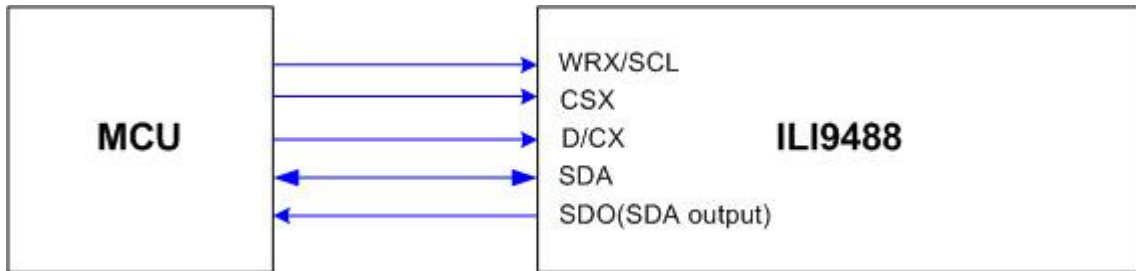 MCU
WRX/SCL
CSX
D/CX
SDA
SDO(SDA output)
ILI9488